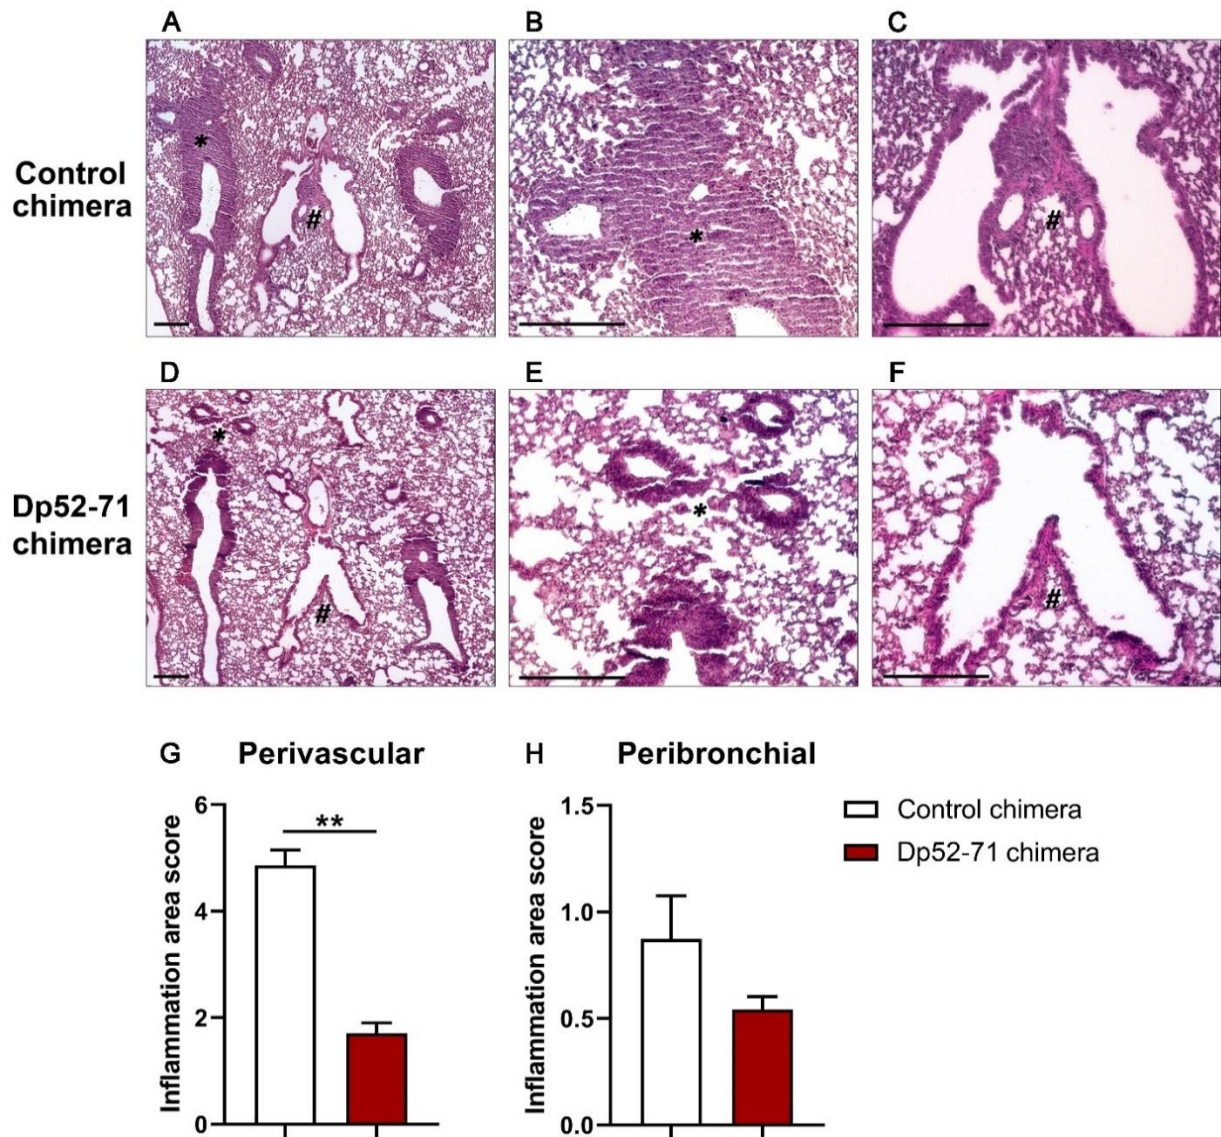 A B C
Control
chimera
*
#
*
#
D E F
Dp52-71
chimera
*
#
*
#
G Perivascular
Inflammation area score
6
4
2
0
**
H Peribronchial
Inflammation area score
1.5
1.0
0.5
0.0
Control chimera
Dp52-71 chimera